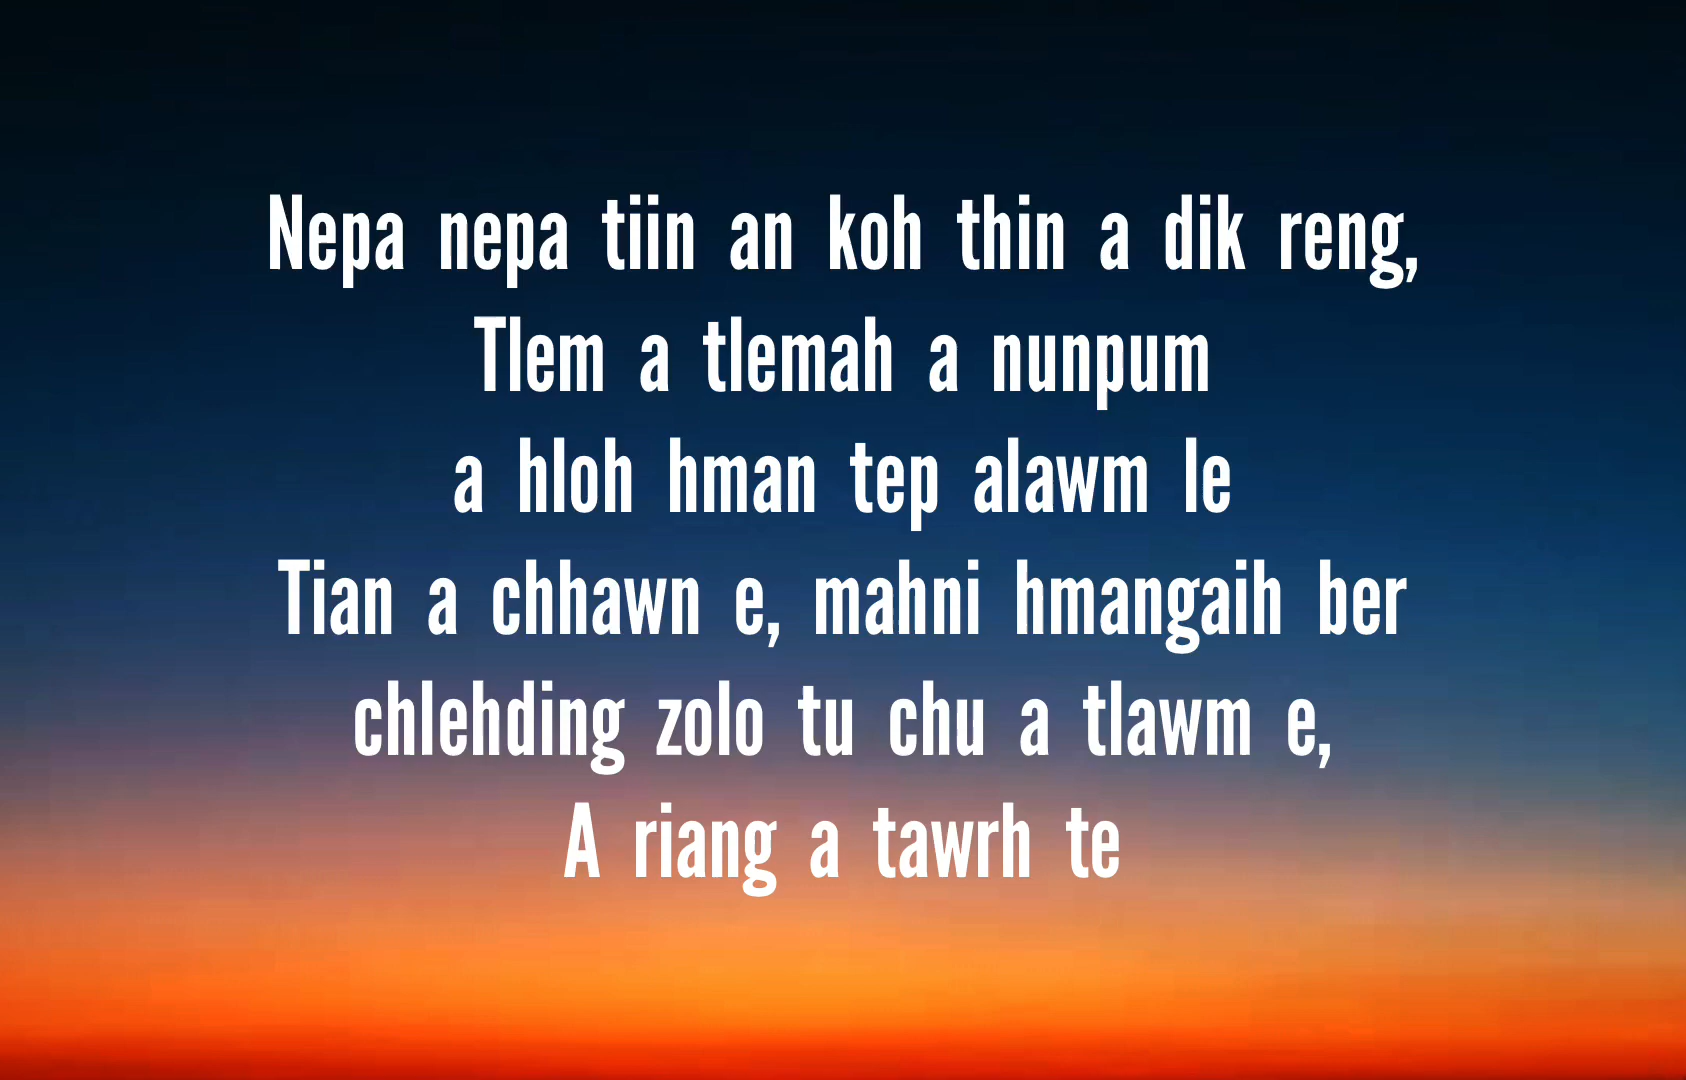 Nepa nepa tiin an koh thin a dik reng,
Tlem a tlemah a nunpum
a hloh hman tep alawm le
Tian a chhawn e, mahni hmangaih ber
chlehding zolo tu chu a tlawm e,
A riang a tawrh te